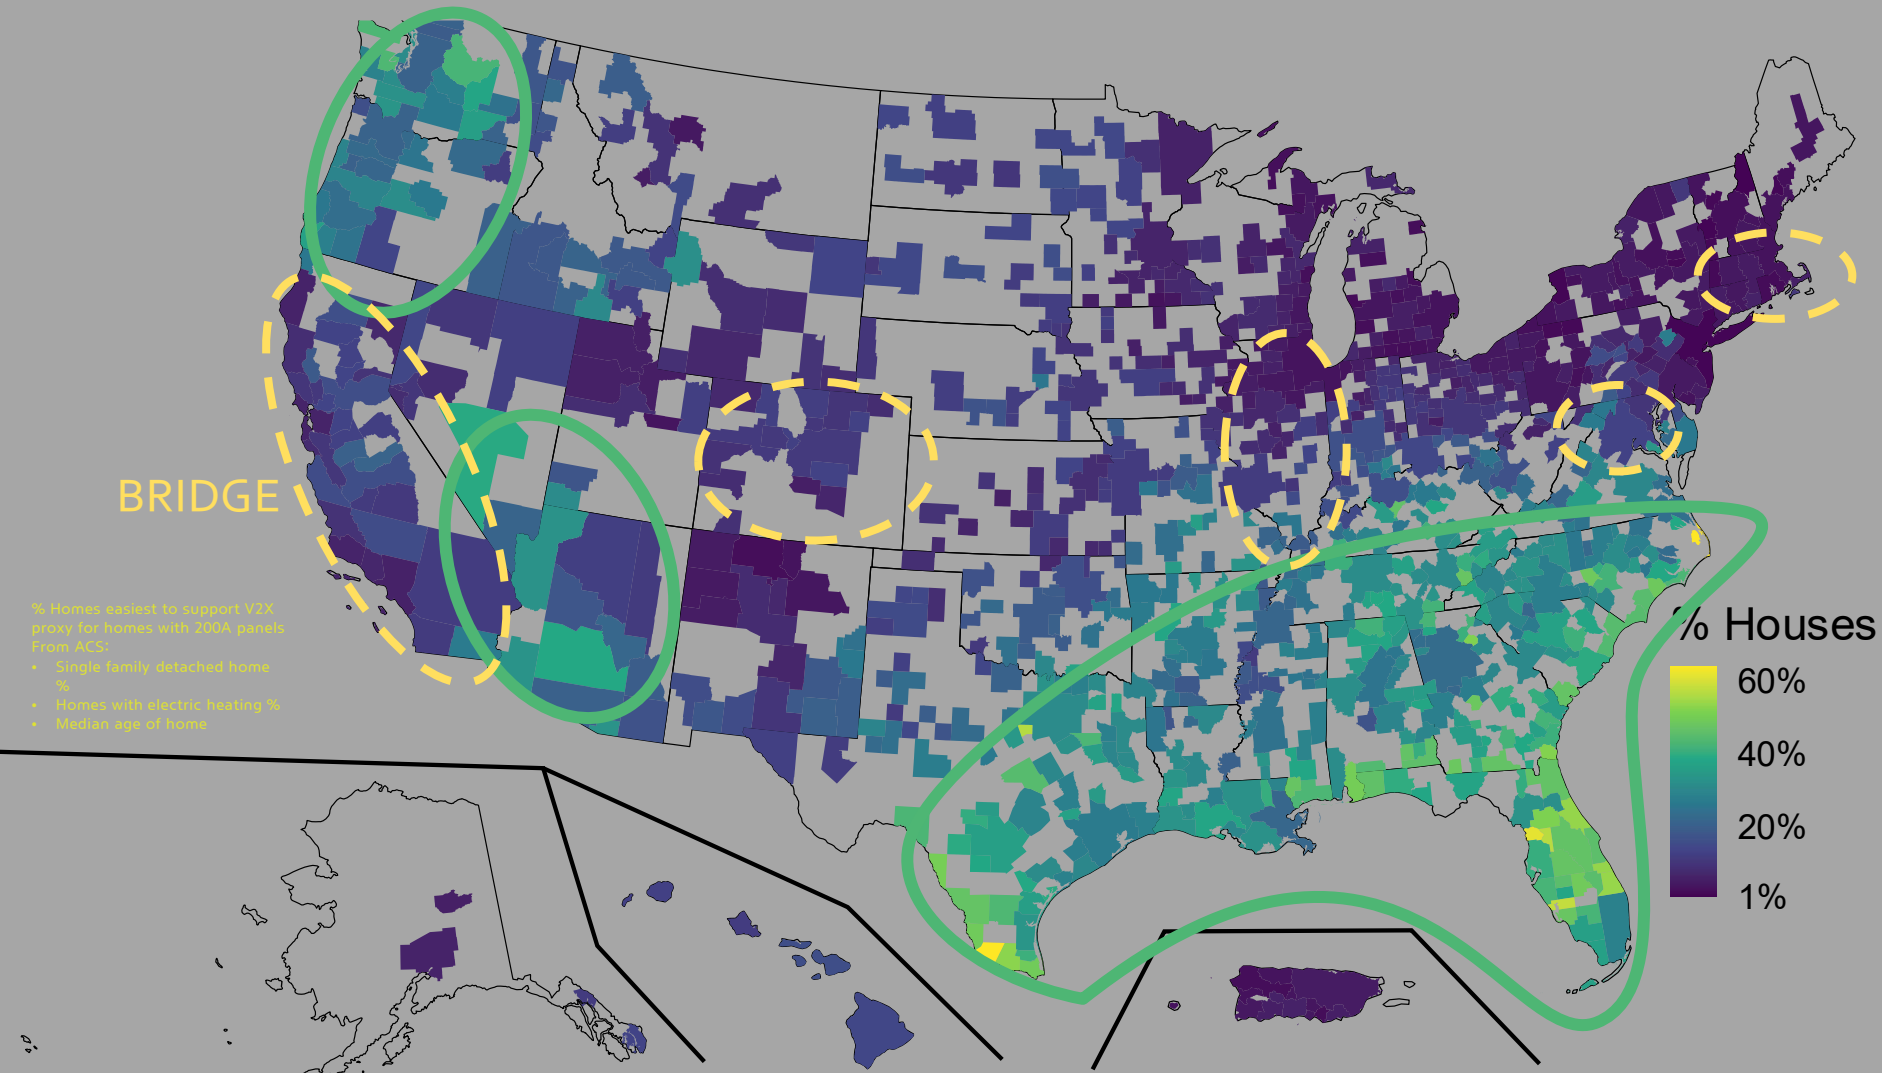 BRIDGE
% Homes easiest to support V2X
proxy for homes with 200A panels
From ACS:
• Single family detached home
%
• Homes with electric heating %
• Median age of home
% Houses
60%
40%
20%
1%